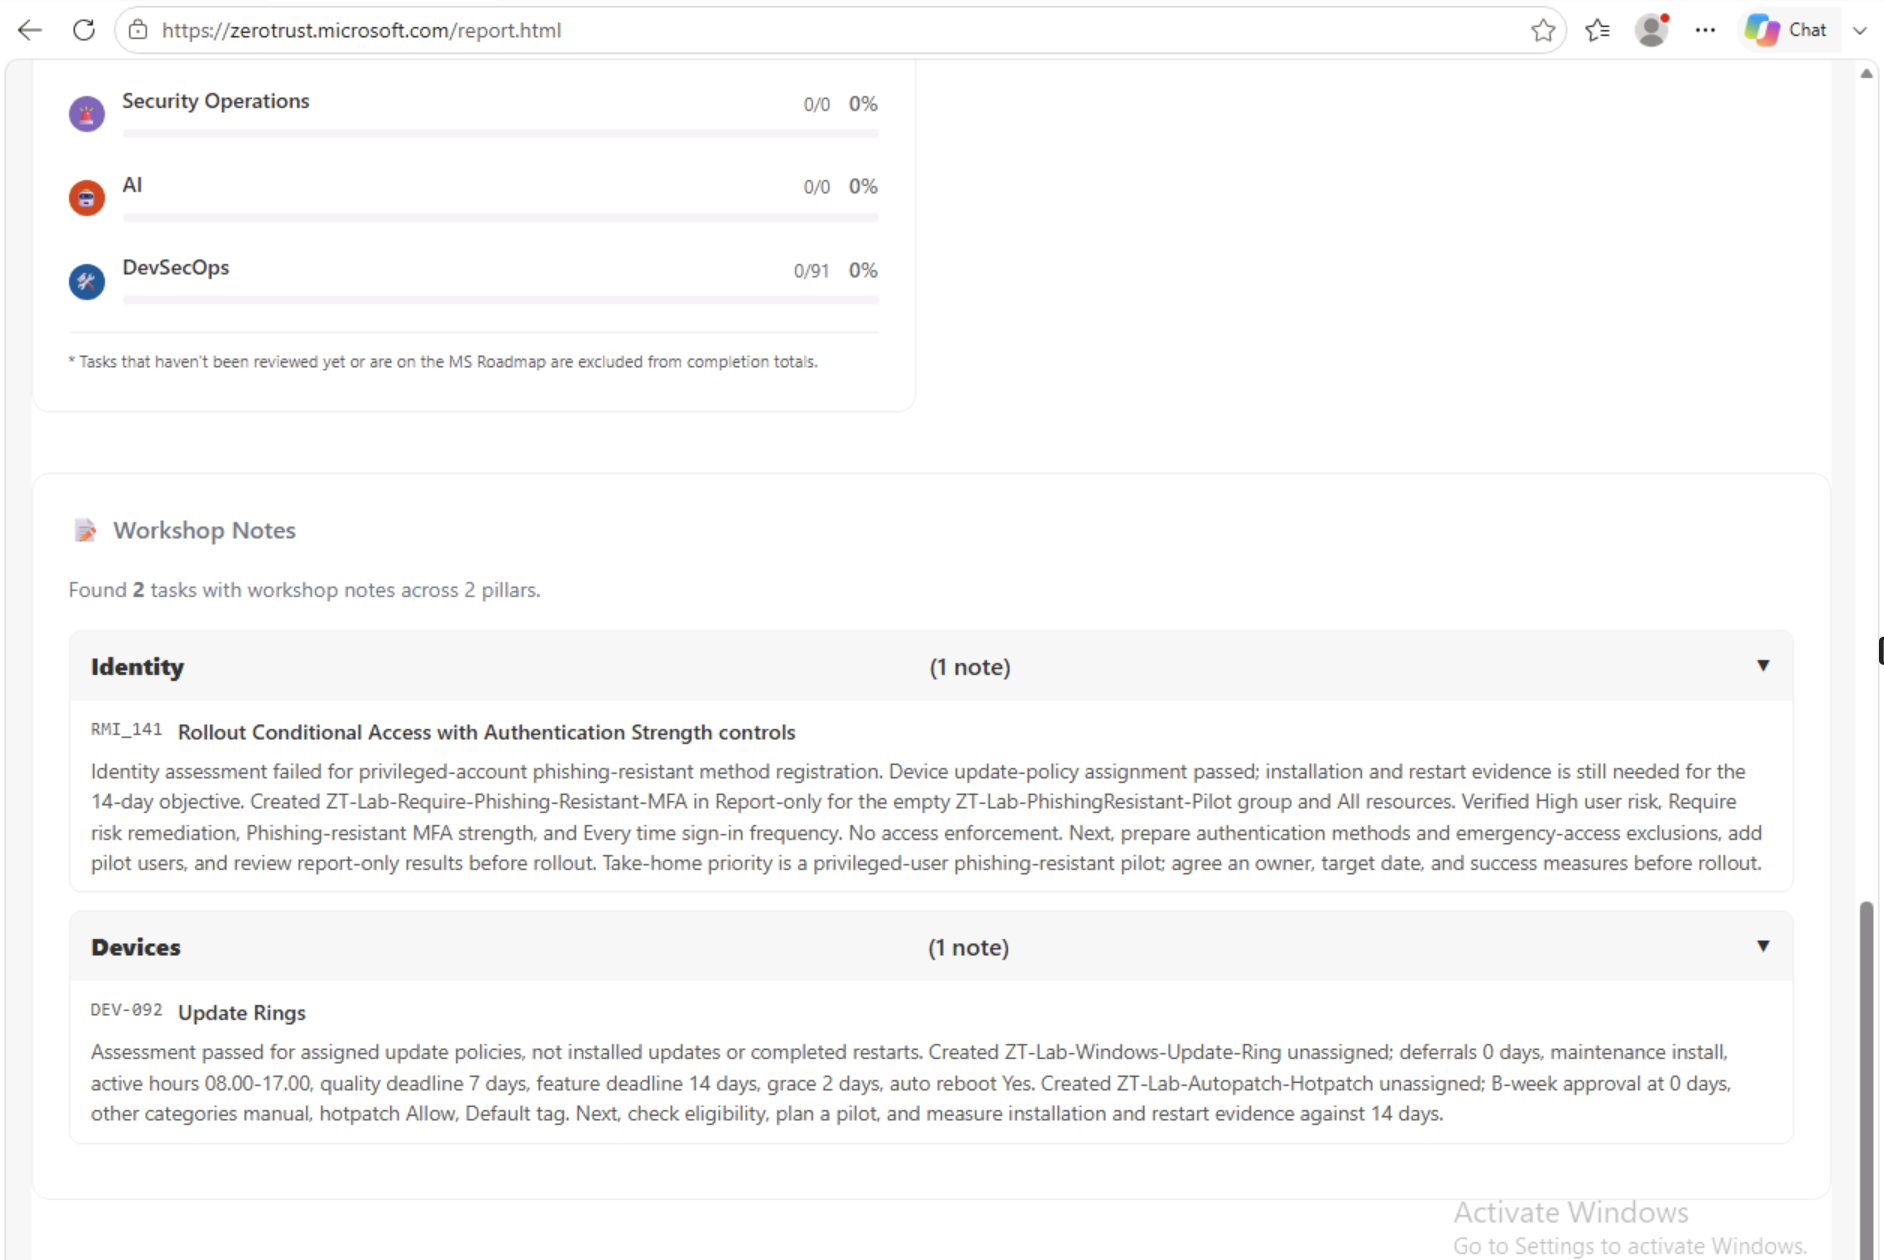 https://zerotrust.microsoft.com/report.html
Chat
Security Operations 0/0 0%
AI 0/0 0%
DevSecOps 0/91 0%
* Tasks that haven't been reviewed yet or are on the MS Roadmap are excluded from completion totals.
Workshop Notes
Found 2 tasks with workshop notes across 2 pillars.
Identity (1 note)
RMI_141 Rollout Conditional Access with Authentication Strength controls
Identity assessment failed for privileged-account phishing-resistant method registration. Device update-policy assignment passed; installation and restart evidence is still needed for the
14-day objective. Created ZT-Lab-Require-Phishing-Resistant-MFA in Report-only for the empty ZT-Lab-PhishingResistant-Pilot group and All resources. Verified High user risk, Require
risk remediation, Phishing-resistant MFA strength, and Every time sign-in frequency. No access enforcement. Next, prepare authentication methods and emergency-access exclusions, add
pilot users, and review report-only results before rollout. Take-home priority is a privileged-user phishing-resistant pilot; agree an owner, target date, and success measures before rollout.
Devices (1 note)
DEV-092 Update Rings
Assessment passed for assigned update policies, not installed updates or completed restarts. Created ZT-Lab-Windows-Update-Ring unassigned; deferrals 0 days, maintenance install,
active hours 08.00-17.00, quality deadline 7 days, feature deadline 14 days, grace 2 days, auto reboot Yes. Created ZT-Lab-Autopatch-Hotpatch unassigned; B-week approval at 0 days,
other categories manual, hotpatch Allow, Default tag. Next, check eligibility, plan a pilot, and measure installation and restart evidence against 14 days.
Activate Windows
Go to Settings to activate Windows.